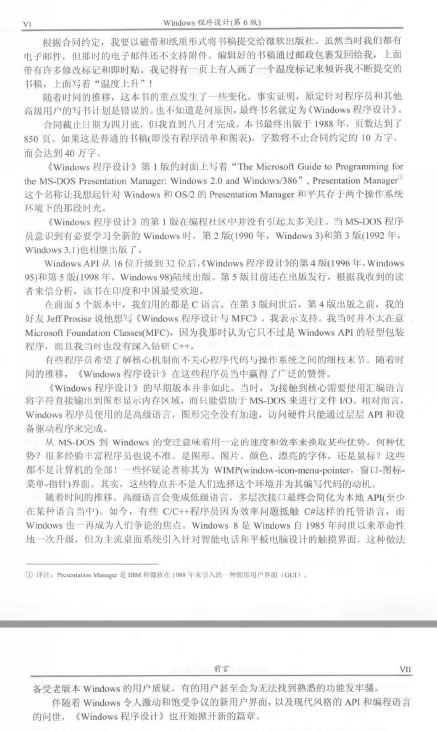 VI Windows 程序设计(第 6 版)
根据合同约定，我要以磁带和纸质形式将书稿提交给微软出版社。虽然当时我们都有
电子邮件，但那时的电子邮件还不支持附件。编辑好的书稿通过邮政包裹发回给我，上面
带有许多修改标记和即时贴。我记得有一页上有人画了一个温度标记来倾诉我不断提交的
书稿，上面写着“温度上升”！
随着时间的推移，这本书的重点发生了一些变化。事实证明，原定针对程序员和其他
高级用户的写书计划是错误的。也不知道是何原因，最终书名就定为《Windows 程序设计》。
合同截止日期为四月底，但我直到八月才完成。本书最终出版于 1988 年，页数达到了
850 页。如果这是普通的书稿(即没有程序清单和图表)，字数将不止合同约定的 10 万字，
而会达到 40 万字。
《Windows 程序设计》第 1 版的封面上写着“The Microsoft Guide to Programming for
the MS-DOS Presentation Manager: Windows 2.0 and Windows/386”, Presentation Manager①
这个名称让我想起针对 Windows 和 OS/2 的 Presentation Manager 和平共存于两个操作系统
环境下的那段时光。
《Windows 程序设计》的第 1 版在编程社区中并没有引起太多关注。当 MS-DOS 程序
员意识到有必要学习全新的 Windows 时，第 2 版(1990 年，Windows 3)和第 3 版(1992 年，
Windows 3.1)也相继出版了。
Windows API 从 16 位升级到 32 位后，《Windows 程序设计》的第 4 版(1996 年，Windows
95)和第 5 版(1998 年，Windows 98)陆续出版。第 5 版目前还在出版发行，根据我收到的读
者来信分析，该书在印度和中国最受欢迎。
在前面 5 个版本中，我们用的都是 C 语言。在第 3 版问世后，第 4 版出版之前，我的
好友 Jeff Prosise 说他想写《Windows 程序设计与 MFC》，我表示支持。我当时并不太在意
Microsoft Foundation Classes(MFC)，因为我那时认为它只不过是 Windows API 的轻型包装
程序，而且我当时也没有深入钻研 C++。
有些程序员希望了解核心机制而不关心程序代码与操作系统之间的细枝末节。随着时
间的推移，《Windows 程序设计》在这些程序员当中赢得了广泛的赞誉。
《Windows 程序设计》的早期版本并非如此。当时，为接触到核心需要使用汇编语言
将字符直接输出到图形显示内存区域，而只能借助于 MS-DOS 来进行文件 I/O。相对而言，
Windows 程序员使用的是高级语言，图形完全没有加速，访问硬件只能通过层层 API 和设
备驱动程序来完成。
从 MS-DOS 到 Windows 的变迁意味着用一定的速度和效率来换取某些优势。何种优
势？很多经验丰富程序员也说不准。是图形、图片、颜色、漂亮的字体，还是鼠标？这些
都不是计算机的全部！一些怀疑论者称其为 WIMP(window-icon-menu-pointer，窗口-图标-
菜单-指针)界面。其实，这些特点并不是人们选择这个环境并为其编写代码的动机。
随着时间的推移，高级语言会变成低级语言，多层次接口最终会简化为本地 API(至少
在某种语言当中)。如今，有些 C/C++程序员因为效率问题抵触 C#这样的托管语言，而
Windows 也一再成为人们争论的焦点。Windows 8 是 Windows 自 1985 年问世以来革命性
地一次升级，但为主流桌面系统引入针对智能电话和平板电脑设计的触摸界面，这种做法
① 译注：Presentation Manager 是 IBM 和微软在 1988 年末引入的一种图形用户界面（GUI）。
前言 VII
备受老版本 Windows 的用户质疑，有的用户甚至会为无法找到熟悉的功能发牢骚。
伴随着 Windows 令人激动和饱受争议的新用户界面，以及现代风格的 API 和编程语言
的问世，《Windows 程序设计》也开始掀开新的篇章。